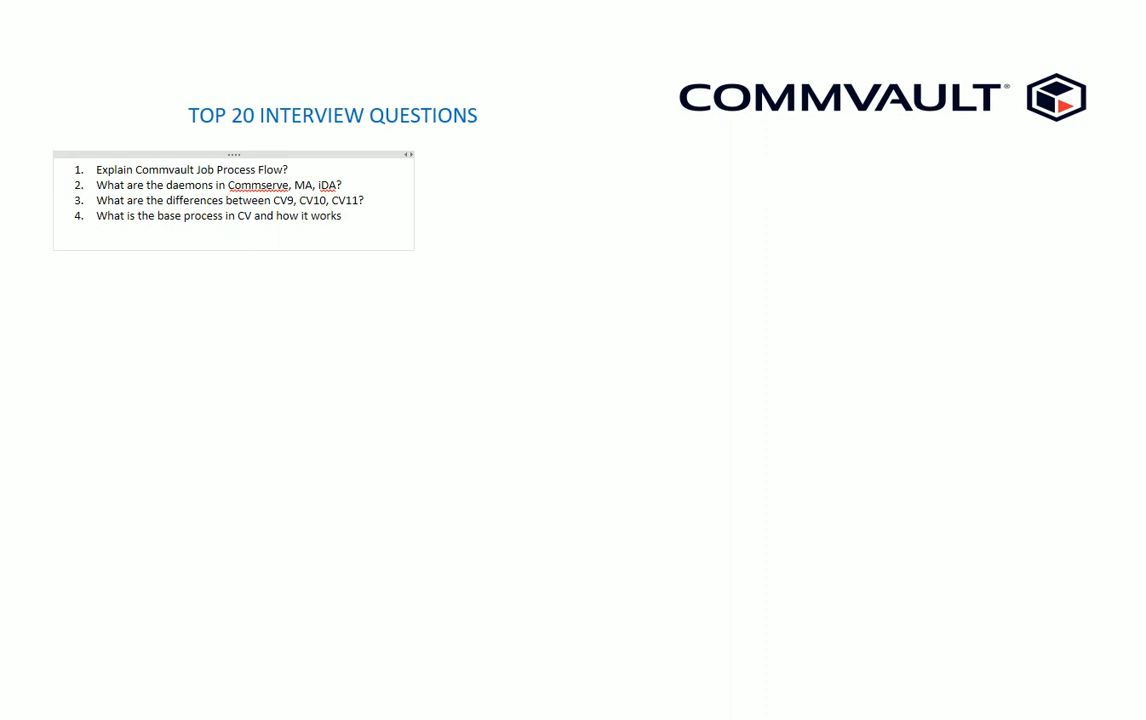 COMMVAULT®
TOP 20 INTERVIEW QUESTIONS
1. Explain Commvault Job Process Flow?
2. What are the daemons in Commserve, MA, iDA?
3. What are the differences between CV9, CV10, CV11?
4. What is the base process in CV and how it works